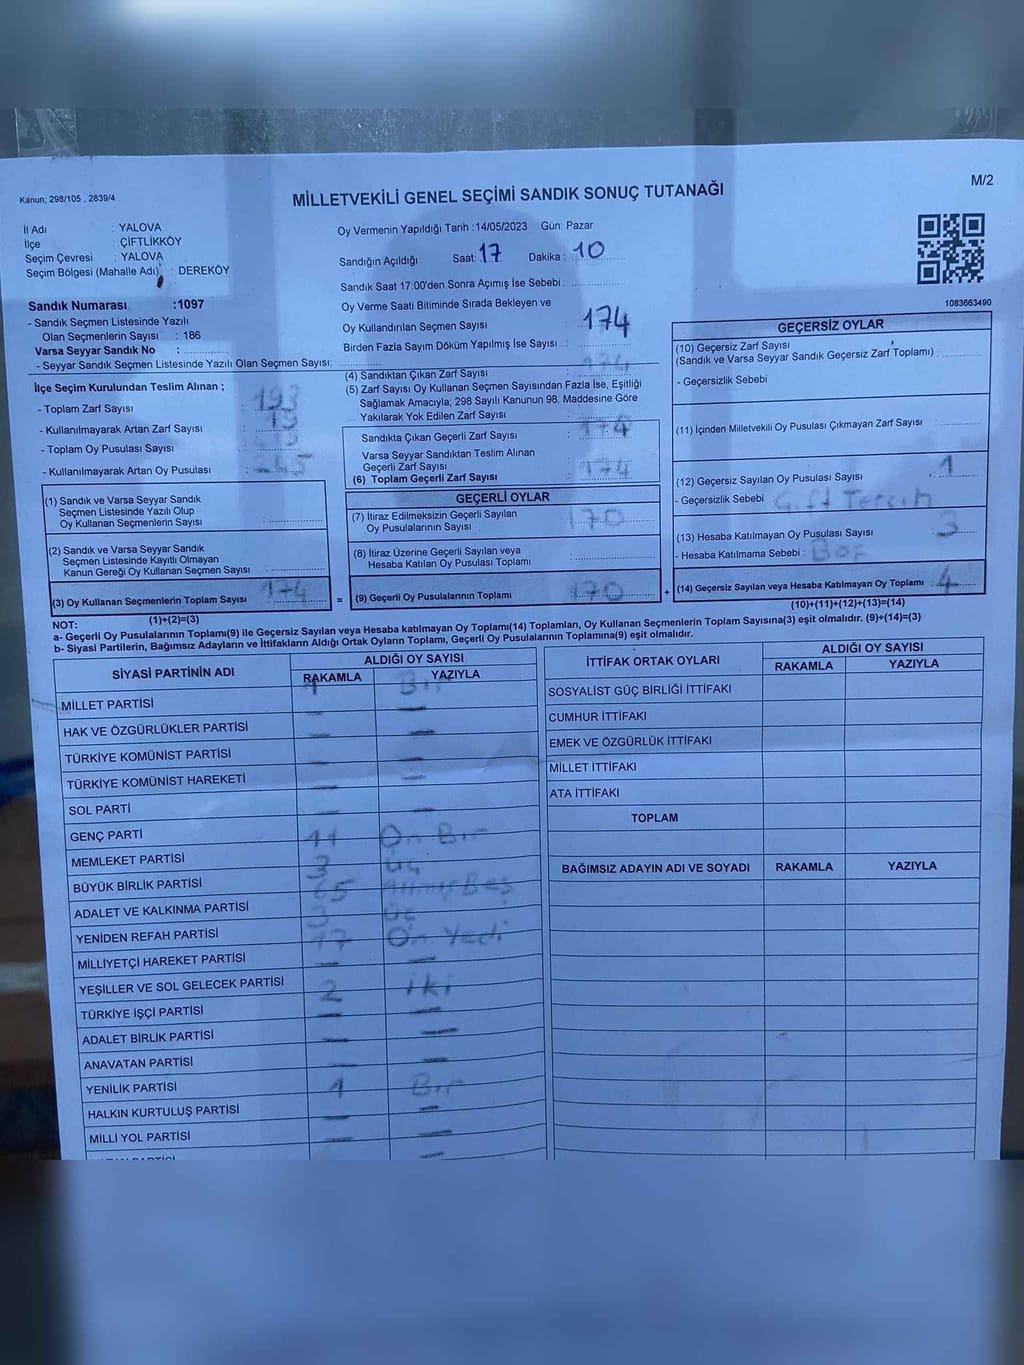 M/2
Kanun; 298/105 , 2839/4
MİLLETVEKİLİ GENEL SEÇİMİ SANDIK SONUÇ TUTANAĞI
İl Adı : YALOVA
İlçe : ÇİFTLİKKÖY
Seçim Çevresi : YALOVA
Seçim Bölgesi (Mahalle Adı) : DEREKÖY
Sandık Numarası :1097
- Sandık Seçmen Listesinde Yazılı
Olan Seçmenlerin Sayısı : 186
Varsa Seyyar Sandık No :
- Seyyar Sandık Seçmen Listesinde Yazılı Olan Seçmen Sayısı:
Oy Vermenin Yapıldığı Tarih :14/05/2023 Gün: Pazar
Sandığın Açıldığı Saat: 17 Dakika : 10
Sandık Saat 17:00'den Sonra Açımış İse Sebebi :
Oy Verme Saati Bitiminde Sırada Bekleyen ve
Oy Kullandırılan Seçmen Sayısı : 174
Birden Fazla Sayım Döküm Yapılmış İse Sayısı :
1083663490
İlçe Seçim Kurulundan Teslim Alınan ;
- Toplam Zarf Sayısı : 193
- Kullanılmayarak Artan Zarf Sayısı :
- Toplam Oy Pusulası Sayısı :
- Kullanılmayarak Artan Oy Pusulası :
(1) Sandık ve Varsa Seyyar Sandık
Seçmen Listesinde Yazılı Olup
Oy Kullanan Seçmenlerin Sayısı :
(2) Sandık ve Varsa Seyyar Sandık
Seçmen Listesinde Kayıtlı Olmayan
Kanun Gereği Oy Kullanan Seçmen Sayısı :
(3) Oy Kullanan Seçmenlerin Toplam Sayısı : 174
(1)+(2)=(3)
(4) Sandıktan Çıkan Zarf Sayısı : 174
(5) Zarf Sayısı Oy Kullanan Seçmen Sayısından Fazla İse, Eşitliği
Sağlamak Amacıyla; 298 Sayılı Kanunun 98. Maddesine Göre
Yakılarak Yok Edilen Zarf Sayısı :
Sandıkta Çıkan Geçerli Zarf Sayısı : 174
Varsa Seyyar Sandıktan Teslim Alınan
Geçerli Zarf Sayısı :
(6) Toplam Geçerli Zarf Sayısı : 174
GEÇERLİ OYLAR
(7) İtiraz Edilmeksizin Geçerli Sayılan
Oy Pusulalarının Sayısı : 170
(8) İtiraz Üzerine Geçerli Sayılan veya
Hesaba Katılan Oy Pusulası Toplamı :
= (9) Geçerli Oy Pusulalarının Toplamı : 170 +
GEÇERSİZ OYLAR
(10) Geçersiz Zarf Sayısı
(Sandık ve Varsa Seyyar Sandık Geçersiz Zarf Toplamı) :
- Geçersizlik Sebebi
(11) İçinden Milletvekili Oy Pusulası Çıkmayan Zarf Sayısı
(12) Geçersiz Sayılan Oy Pusulası Sayısı : 1
- Geçersizlik Sebebi : Çift Tercih
(13) Hesaba Katılmayan Oy Pusulası Sayısı : 3
- Hesaba Katılmama Sebebi : Boş
(14) Geçersiz Sayılan veya Hesaba Katılmayan Oy Toplamı : 4
(10)+(11)+(12)+(13)=(14)
NOT:
a- Geçerli Oy Pusulalarının Toplamı(9) ile Geçersiz Sayılan veya Hesaba katılmayan Oy Toplamı(14) Toplamları, Oy Kullanan Seçmenlerin Toplam Sayısına(3) eşit olmalıdır. (9)+(14)=(3)
b- Siyasi Partilerin, Bağımsız Adayların ve İttifakların Aldığı Ortak Oyların Toplamı, Geçerli Oy Pusulalarının Toplamına(9) eşit olmalıdır.
SİYASİ PARTİNİN ADI ALDIĞI OY SAYISI
RAKAMLA YAZIYLA
1 Bir
MİLLET PARTİSİ — —
HAK VE ÖZGÜRLÜKLER PARTİSİ — —
TÜRKİYE KOMÜNİST PARTİSİ — —
TÜRKİYE KOMÜNİST HAREKETİ — —
SOL PARTİ — —
GENÇ PARTİ 11 On Bir
MEMLEKET PARTİSİ 3 üç
BÜYÜK BİRLİK PARTİSİ 65 Altmış Beş
ADALET VE KALKINMA PARTİSİ 3 üç
YENİDEN REFAH PARTİSİ 17 On Yedi
MİLLİYETÇİ HAREKET PARTİSİ — —
YEŞİLLER VE SOL GELECEK PARTİSİ 2 iki
TÜRKİYE İŞÇİ PARTİSİ — —
ADALET BİRLİK PARTİSİ — —
ANAVATAN PARTİSİ — —
YENİLİK PARTİSİ 1 Bir
HALKIN KURTULUŞ PARTİSİ — —
MİLLİ YOL PARTİSİ — —
İTTİFAK ORTAK OYLARI ALDIĞI OY SAYISI
RAKAMLA YAZIYLA
SOSYALİST GÜÇ BİRLİĞİ İTTİFAKI
CUMHUR İTTİFAKI
EMEK VE ÖZGÜRLÜK İTTİFAKI
MİLLET İTTİFAKI
ATA İTTİFAKI
TOPLAM
BAĞIMSIZ ADAYIN ADI VE SOYADI RAKAMLA YAZIYLA